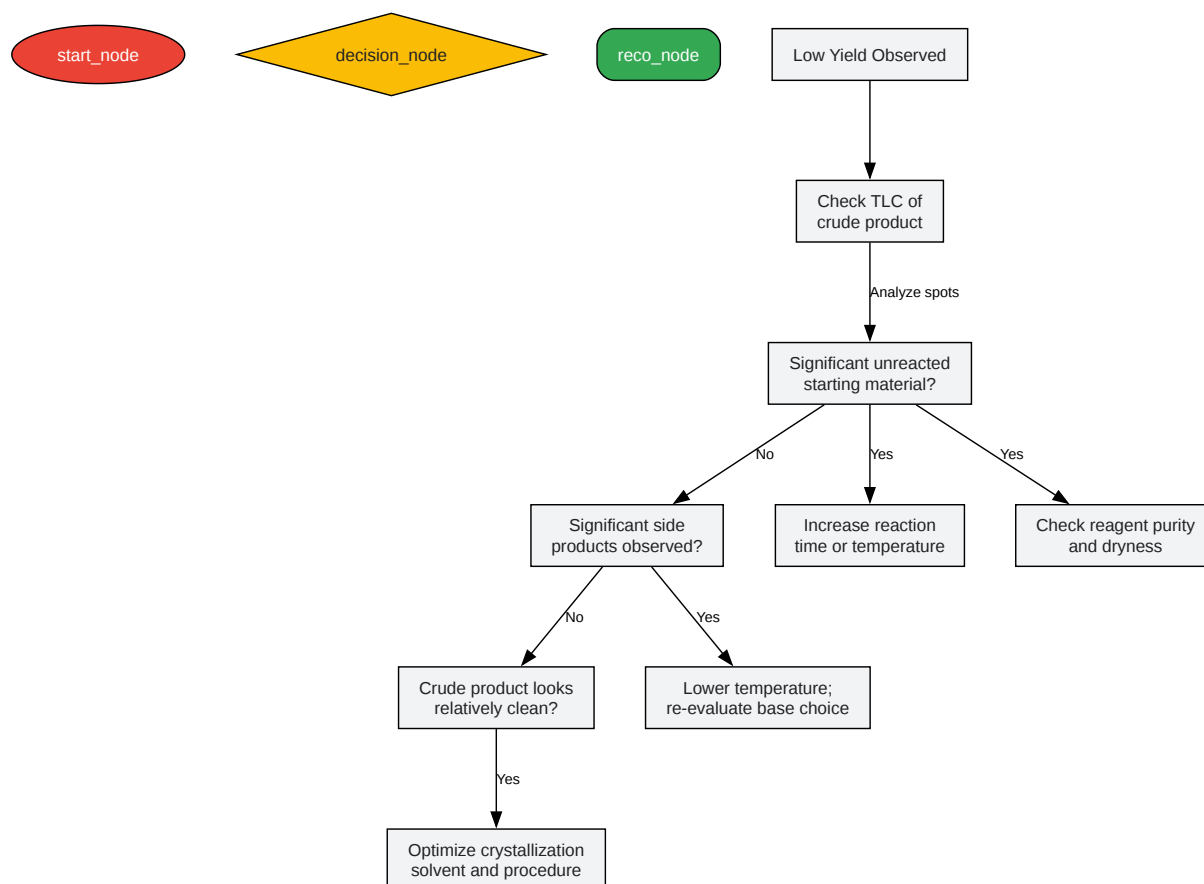 start_node
decision_node
reco_node
Low Yield Observed
Check TLC of
crude product
Analyze spots
Significant unreacted
starting material?
No
Yes
Yes
Significant side
products observed?
Increase reaction
time or temperature
Check reagent purity
and dryness
No
Yes
Crude product looks
relatively clean?
Lower temperature;
re-evaluate base choice
Yes
Optimize crystallization
solvent and procedure